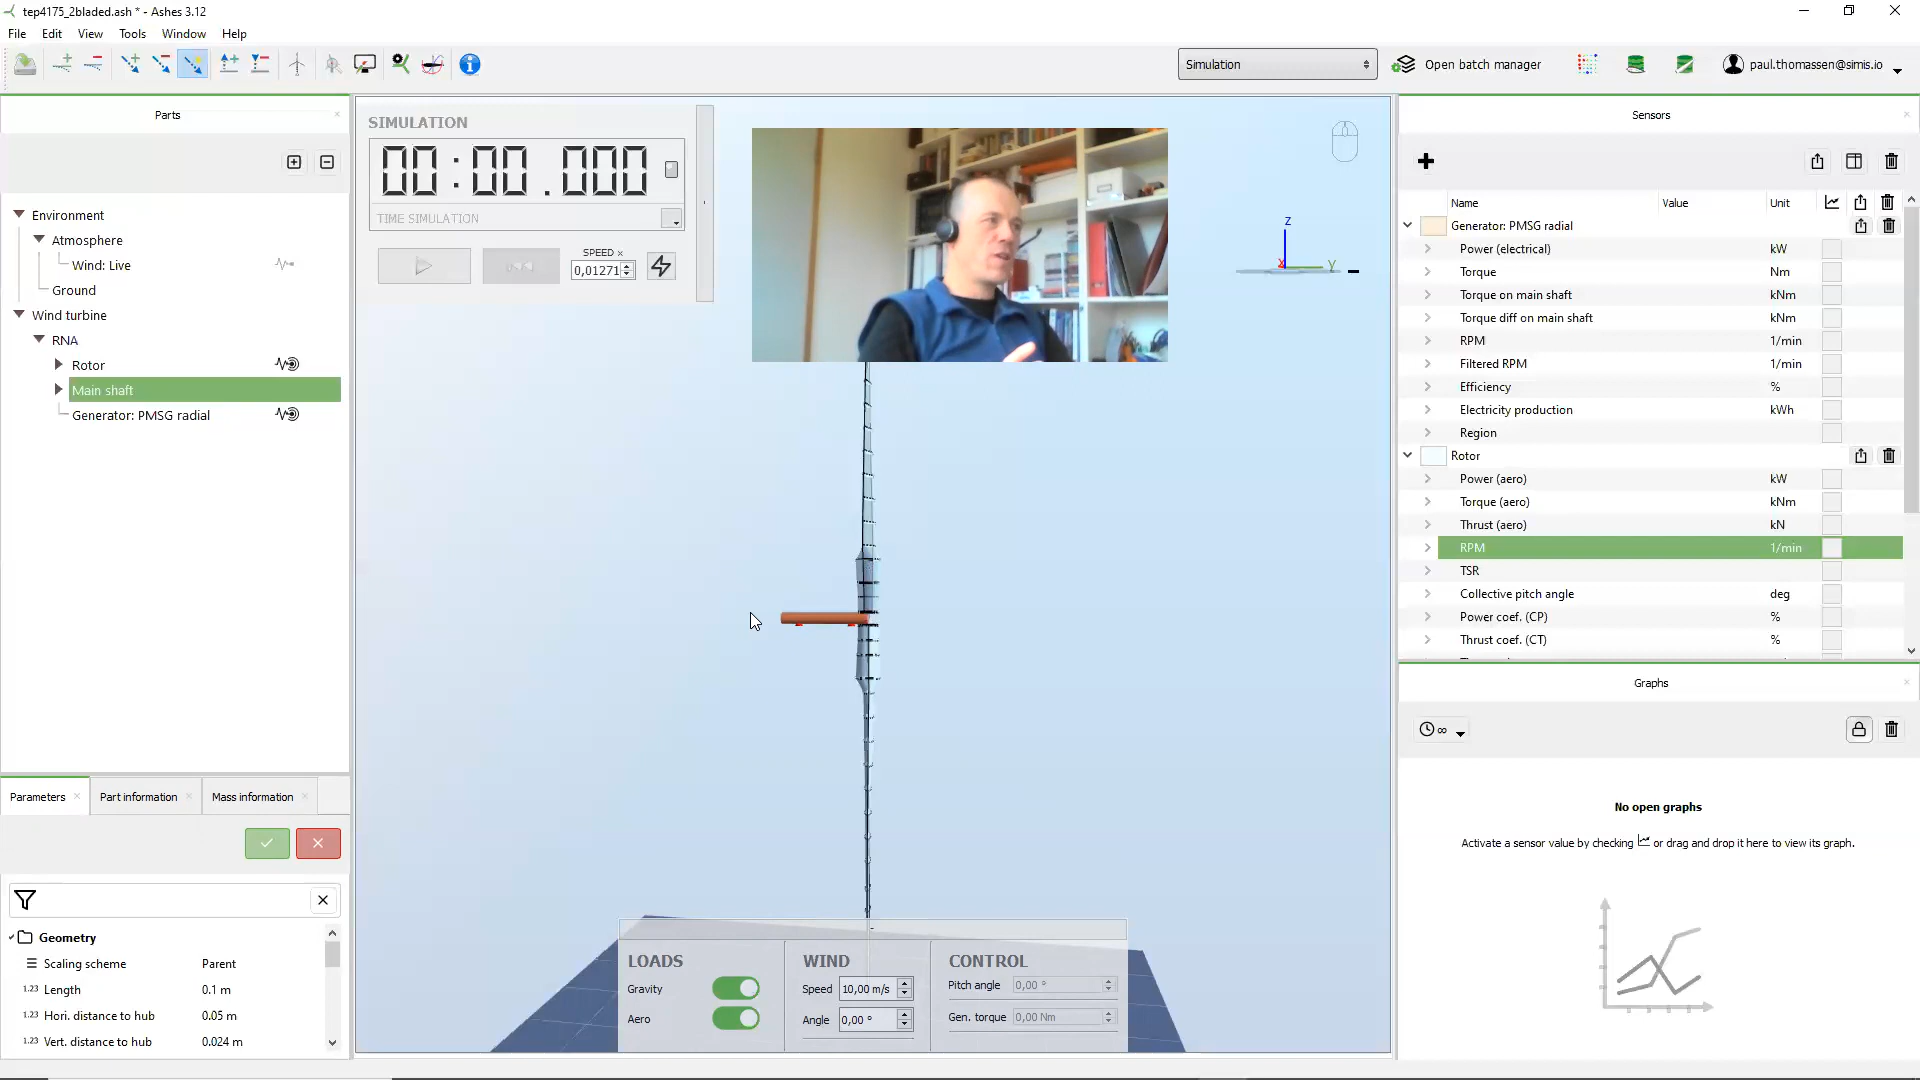 tep4175_2bladed.ash * - Ashes 3.12
File Edit View Tools Window Help
Simulation
Open batch manager
paul.thomassen@simis.io
Parts
Environment
Atmosphere
Wind: Live
Ground
Wind turbine
RNA
Rotor
Main shaft
Generator: PMSG radial
Parameters
Part information
Mass information
Geometry
Scaling scheme Parent
1.23 Length 0.1 m
1.23 Hori. distance to hub 0.05 m
1.23 Vert. distance to hub 0.024 m
SIMULATION
00:00.000
TIME SIMULATION
SPEED x
0,01271
Z
X
Y
LOADS
Gravity
Aero
WIND
Speed 10,00 m/s
Angle 0,00 °
CONTROL
Pitch angle 0,00 °
Gen. torque 0,00 Nm
Sensors
Name Value Unit
Generator: PMSG radial
Power (electrical) kW
Torque Nm
Torque on main shaft kNm
Torque diff on main shaft kNm
RPM 1/min
Filtered RPM 1/min
Efficiency %
Electricity production kWh
Region
Rotor
Power (aero) kW
Torque (aero) kNm
Thrust (aero) kN
RPM 1/min
TSR
Collective pitch angle deg
Power coef. (CP) %
Thrust coef. (CT) %
Graphs
∞
No open graphs
Activate a sensor value by checking or drag and drop it here to view its graph.